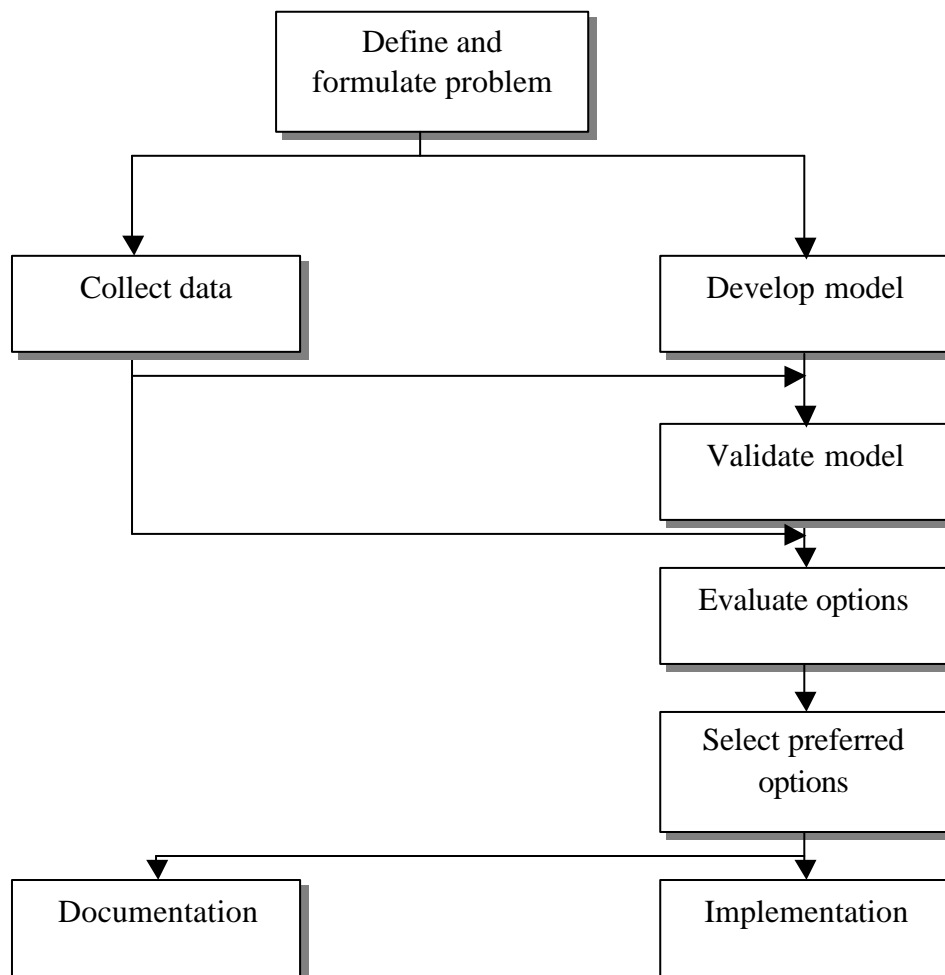 Define and
formulate problem
Collect data
Develop model
Validate model
Evaluate options
Select preferred
options
Documentation
Implementation